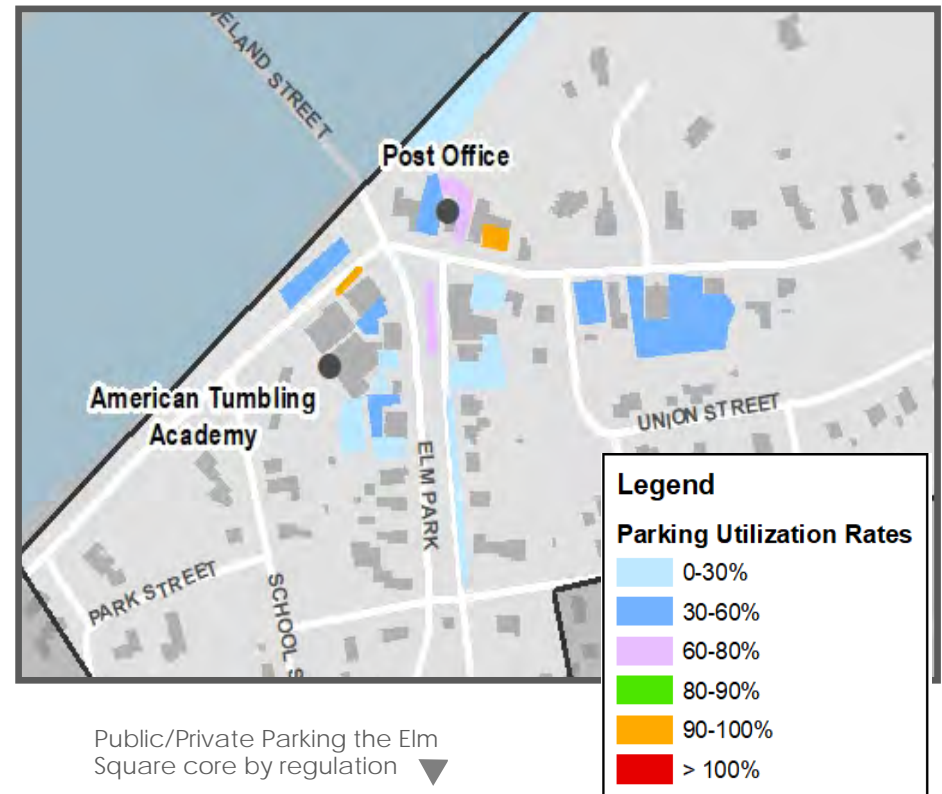 ELAND STREET
Post Office
American Tumbling
Academy
ELM PARK
UNION STREET
PARK STREET
SCHOOL S
Legend
Parking Utilization Rates
0-30%
30-60%
60-80%
80-90%
90-100%
> 100%
Public/Private Parking the Elm
Square core by regulation